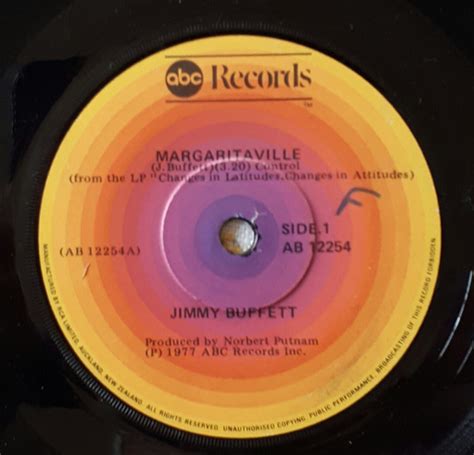 abc Records
TM
MARGARITAVILLE
(J. Buffett)(3.20) Control
(from the LP "Changes in Latitudes, Changes in Attitudes)
F
SIDE.1
(AB 12254A)
AB 12254
JIMMY BUFFETT
Produced by Norbert Putnam
(P) 1977 ABC Records Inc.
MANUFACTURED BY RCA LIMITED, AUCKLAND, NEW ZEALAND. ALL RIGHTS RESERVED. UNAUTHORISED COPYING, PUBLIC PERFORMANCE, BROADCASTING OF THIS RECORD FORBIDDEN